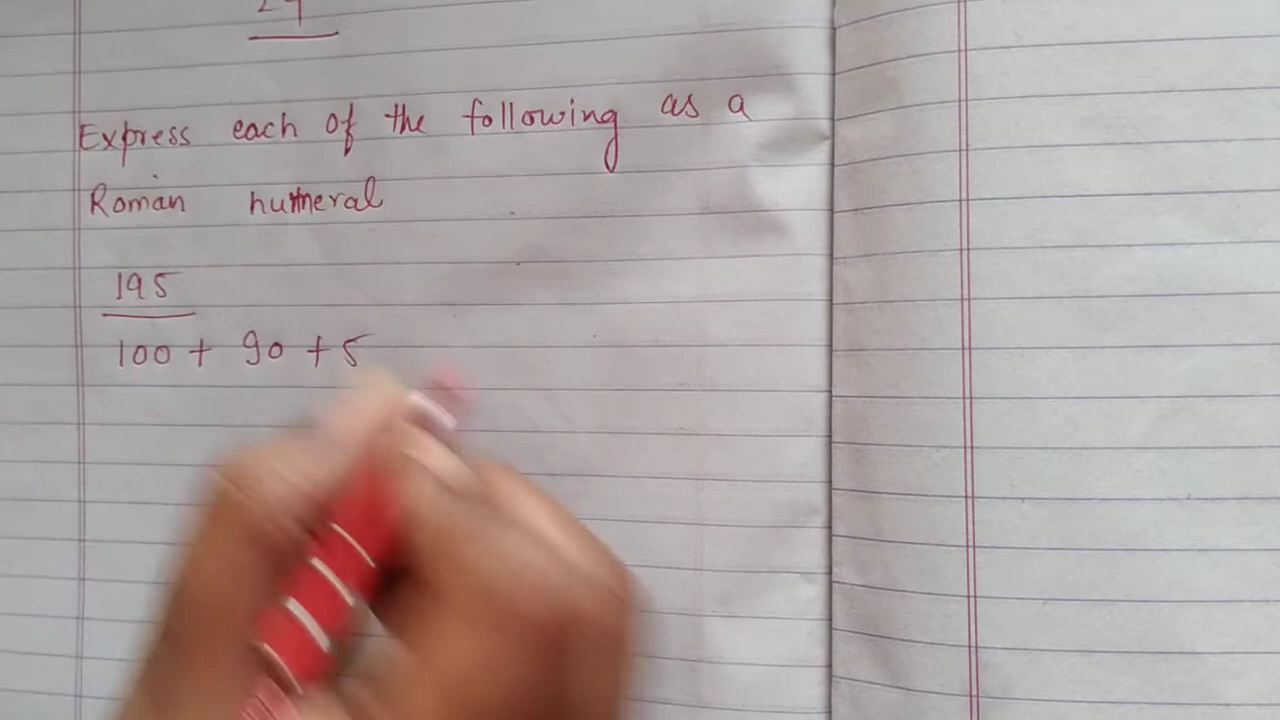 Express each of the following as a
Roman numeral
195
100 + 90 + 5